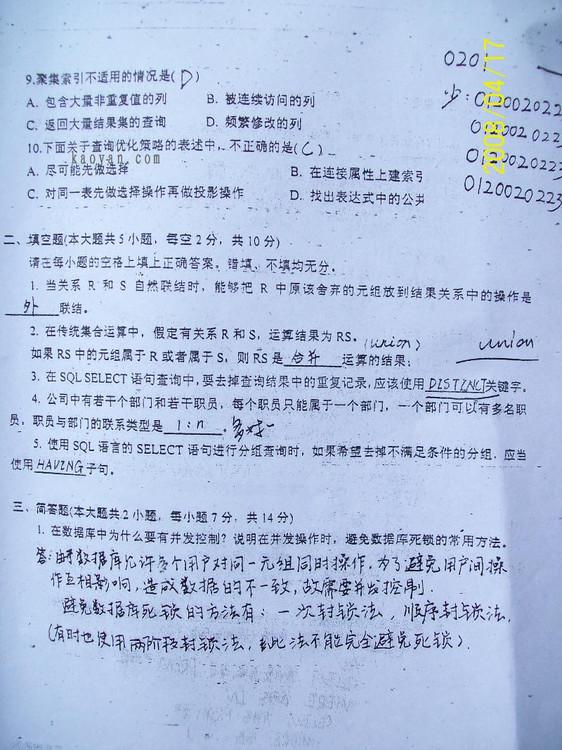 9.聚集索引不适用的情况是(D)
A. 包含大量非重复值的列 B. 被连续访问的列
C. 返回大量结果集的查询 D. 频繁修改的列
10.下面关于查询优化策略的表述中,不正确的是(C)
kaoyan.com
A. 尽可能先做选择 B. 在连接属性上建索引
C. 对同一表先做选择操作再做投影操作 D. 找出表达式中的公共
020
少: 012002022
012002 022
0120020223
0120020223
2008/04/17
二、填空题(本大题共5小题,每空2分,共10分)
请在每小题的空格上填上正确答案。错填、不填均无分。
1. 当关系 R 和 S 自然联结时,能够把 R 中原该舍弃的元组放到结果关系中的操作是
外 联结。
2. 在传统集合运算中,假定有关系 R 和 S,运算结果为 RS。(union) union
如果 RS 中的元组属于 R 或者属于 S,则 RS 是 合并 运算的结果;
3. 在 SQL SELECT 语句查询中,要去掉查询结果中的重复记录,应该使用 DISTINCT 关键字。
4. 公司中有若干个部门和若干职员,每个职员只能属于一个部门,一个部门可以有多名职
员,职员与部门的联系类型是 1:n 。多对一
5. 使用 SQL 语言的 SELECT 语句进行分组查询时,如果希望去掉不满足条件的分组,应当
使用 HAVING 子句。
三、简答题(本大题共2小题,每小题7分,共14分)
1. 在数据库中为什么要有并发控制?说明在并发操作时,避免数据库死锁的常用方法。
答:由于数据库允许多个用户对同一元组同时操作,为了避免用户间操
作互相影响,造成数据的不一致,故需要并发控制.
避免数据库死锁的方法有:一次封锁法,顺序封锁法,
(有时也使用两阶段封锁法,但此法不能完全避免死锁).